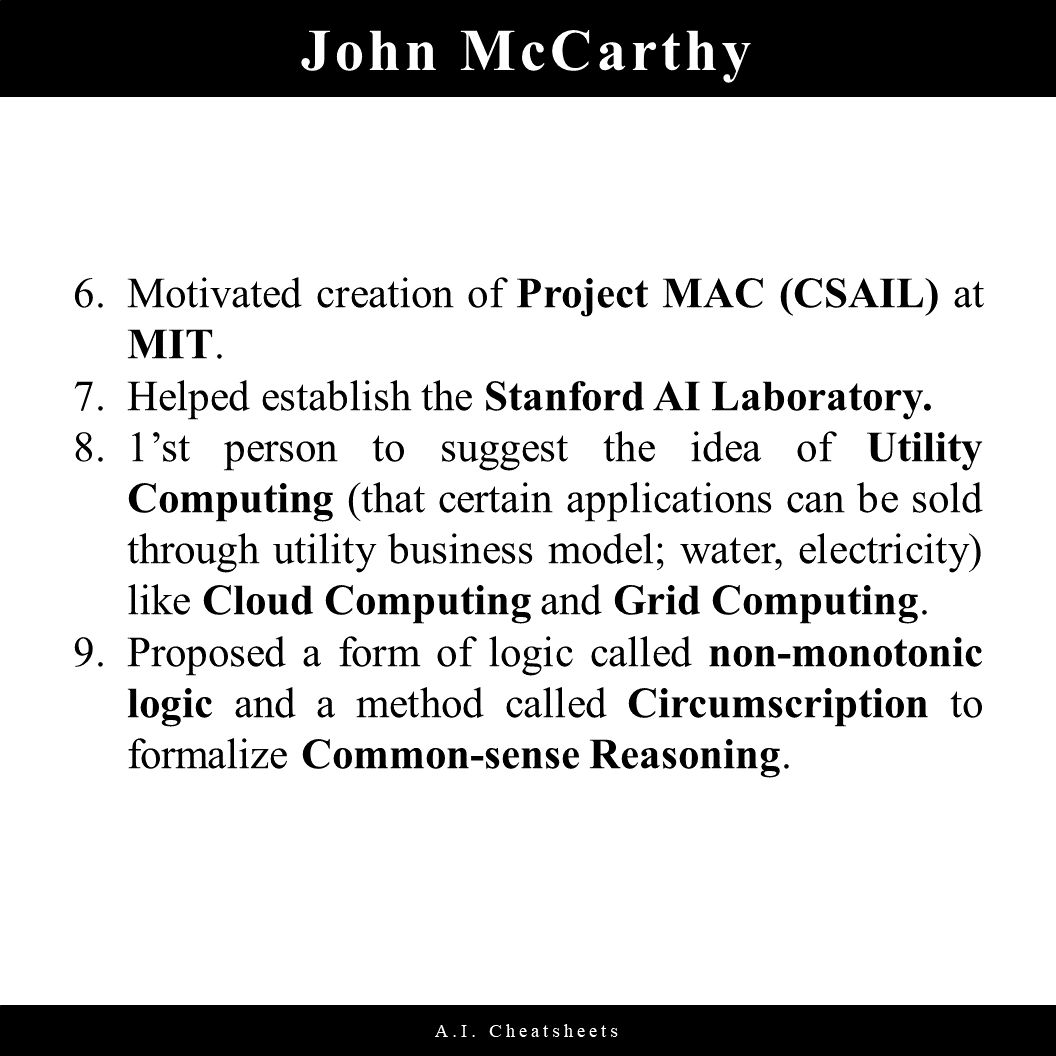 John McCarthy
6. Motivated creation of Project MAC (CSAIL) at
MIT.
7. Helped establish the Stanford AI Laboratory.
8. 1’st person to suggest the idea of Utility
Computing (that certain applications can be sold
through utility business model; water, electricity)
like Cloud Computing and Grid Computing.
9. Proposed a form of logic called non-monotonic
logic and a method called Circumscription to
formalize Common-sense Reasoning.
A.I. Cheatsheets